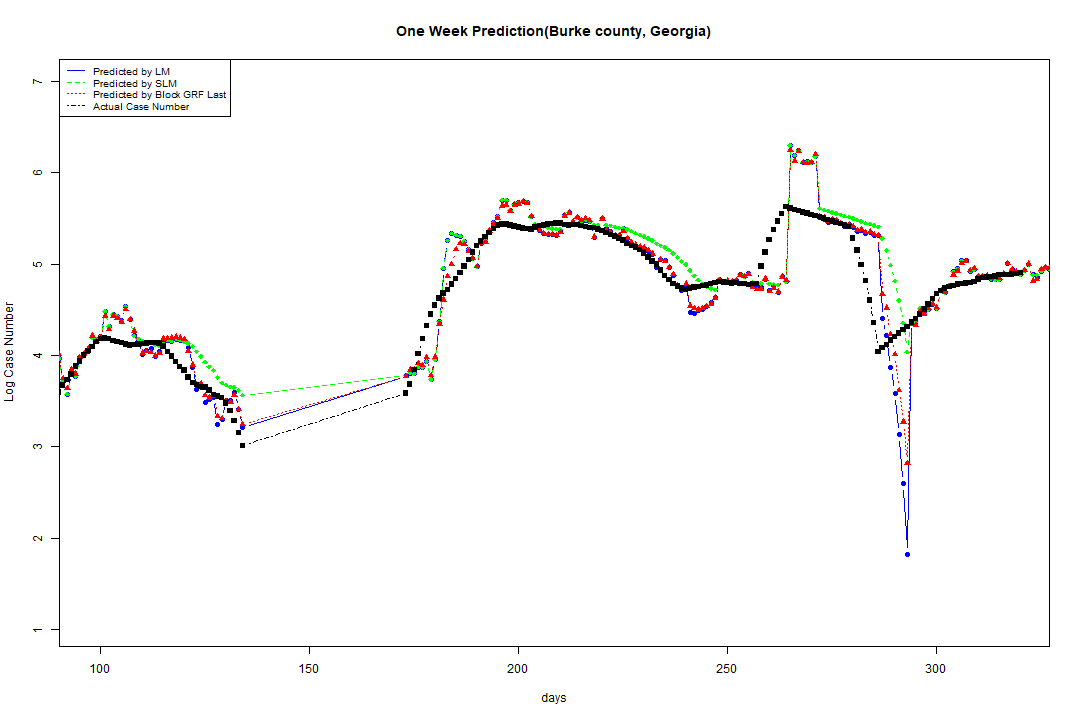 One Week Prediction(Burke county, Georgia)
Predicted by LM
Predicted by SLM
Predicted by Block GRF Last
Actual Case Number
7
6
5
4
3
2
1
Log Case Number
100 150 200 250 300
days